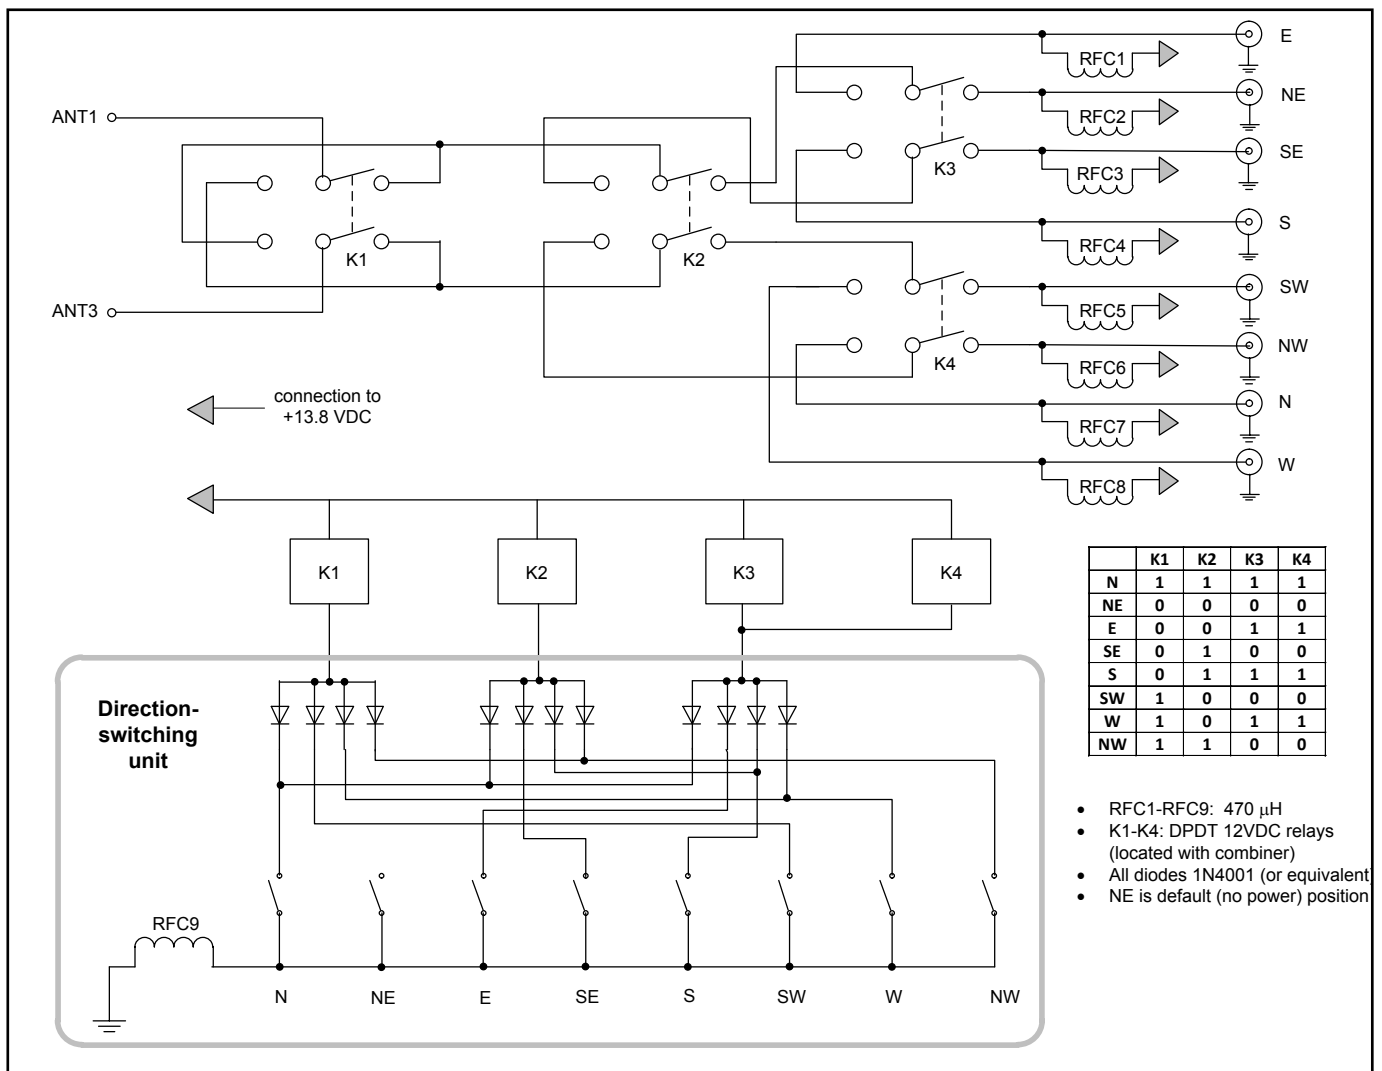 E
RFC1
NE
RFC2
SE
RFC3
K3
ANT1
S
RFC4
K1
K2
SW
RFC5
ANT3
NW
RFC6
K4
N
RFC7
W
RFC8
connection to
+13.8 VDC
K1
K2
K3
K4
K1 K2 K3 K4
N 1 1 1 1
NE 0 0 0 0
E 0 0 1 1
SE 0 1 0 0
S 0 1 1 1
SW 1 0 0 0
W 1 0 1 1
NW 1 1 0 0
Direction-
switching
unit
• RFC1-RFC9: 470 μH
• K1-K4: DPDT 12VDC relays
(located with combiner)
• All diodes 1N4001 (or equivalent)
• NE is default (no power) position
RFC9
N NE E SE S SW W NW